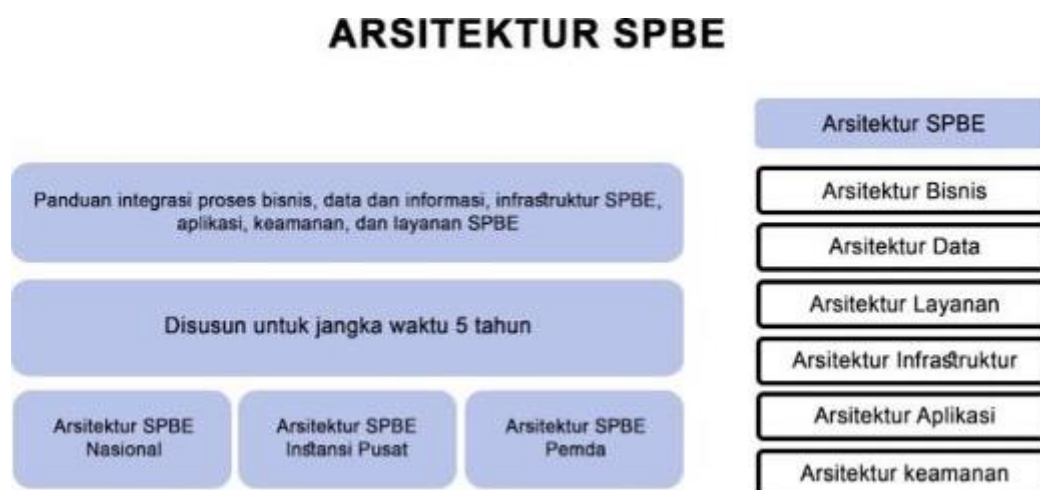 ARSITEKTUR SPBE
Panduan integrasi proses bisnis, data dan informasi, infrastruktur SPBE,
aplikasi, keamanan, dan layanan SPBE
Disusun untuk jangka waktu 5 tahun
Arsitektur SPBE
Nasional
Arsitektur SPBE
Instansi Pusat
Arsitektur SPBE
Pemda
Arsitektur SPBE
Arsitektur Bisnis
Arsitektur Data
Arsitektur Layanan
Arsitektur Infrastruktur
Arsitektur Aplikasi
Arsitektur keamanan